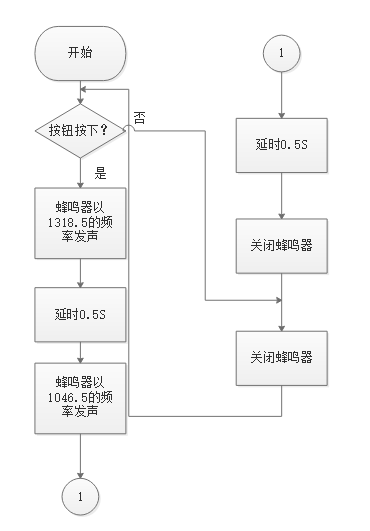 开始
按钮按下？
否
是
蜂鸣器以
1318.5的频
率发声
延时0.5S
蜂鸣器以
1046.5的频
率发声
1
1
延时0.5S
关闭蜂鸣器
关闭蜂鸣器